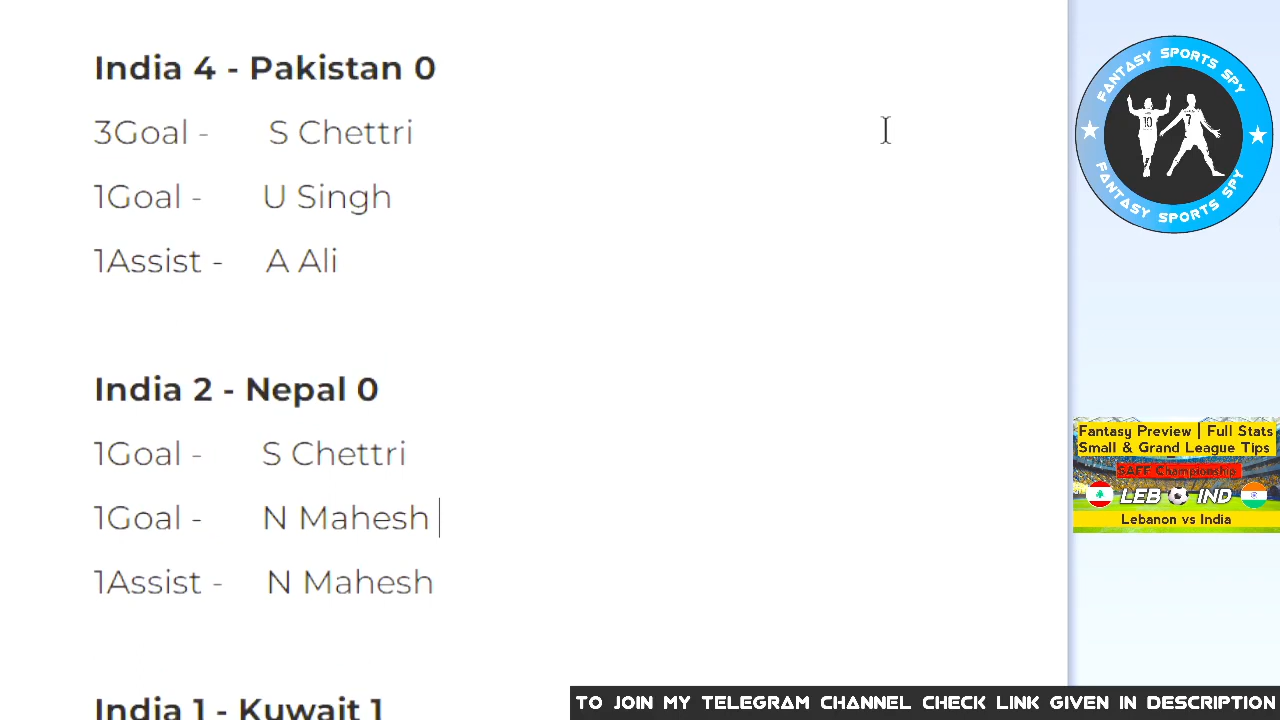 India 4 - Pakistan 0
3Goal - S Chettri
1Goal - U Singh
1Assist - A Ali
India 2 - Nepal 0
1Goal - S Chettri
1Goal - N Mahesh
1Assist - N Mahesh
India 1 - Kuwait 1
FANTASY SPORTS SPY
10 7
FANTASY SPORTS SPY
Fantasy Preview | Full Stats
Small & Grand League Tips
SAFF Championship
LEB IND
Lebanon vs India
TO JOIN MY TELEGRAM CHANNEL CHECK LINK GIVEN IN DESCRIPTION